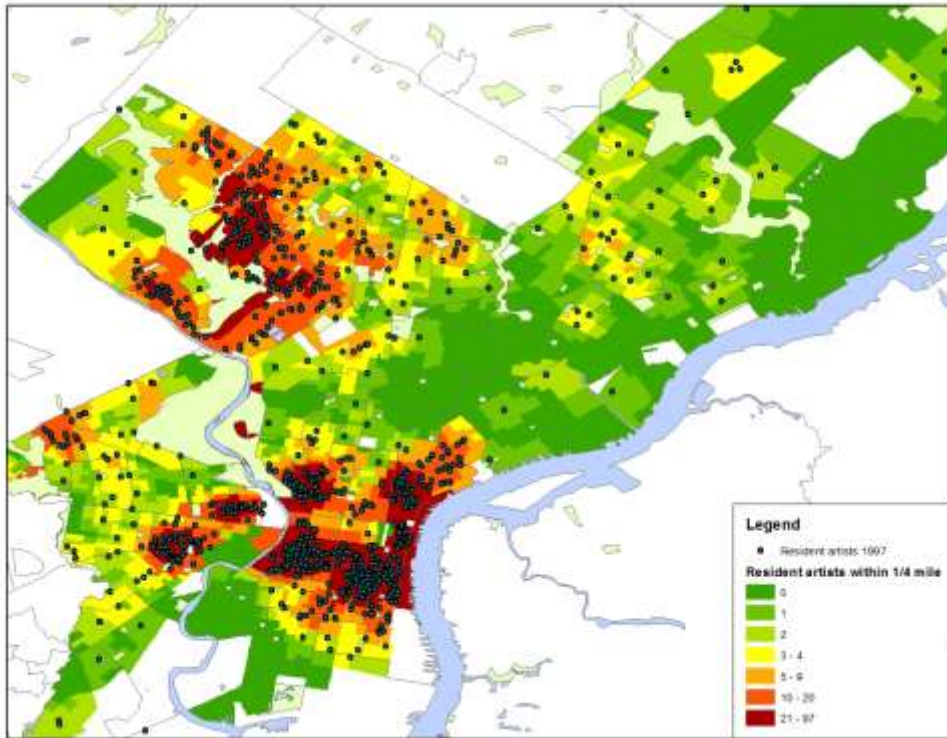 Legend
Resident artists 1997
Resident artists within 1/4 mile
0
1
2
3 - 4
5 - 9
10 - 20
21 - 97